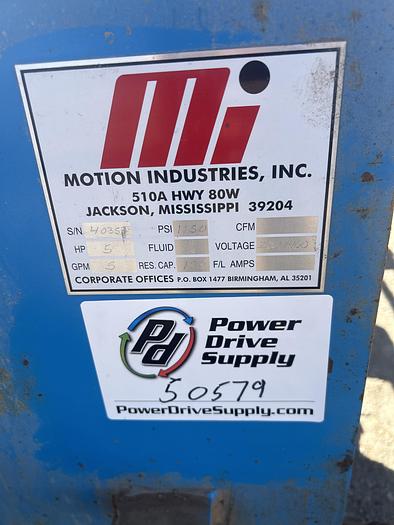 mi
MOTION INDUSTRIES, INC.
510A HWY 80W
JACKSON, MISSISSIPPI 39204
S/N PSI 1150 CFM
HP 5 FLUID VOLTAGE
GPM 5 RES. CAP. F/L AMPS
CORPORATE OFFICES P.O. BOX 1477 BIRMINGHAM, AL 35201
Pd Power
Drive
Supply
50579
PowerDriveSupply.com